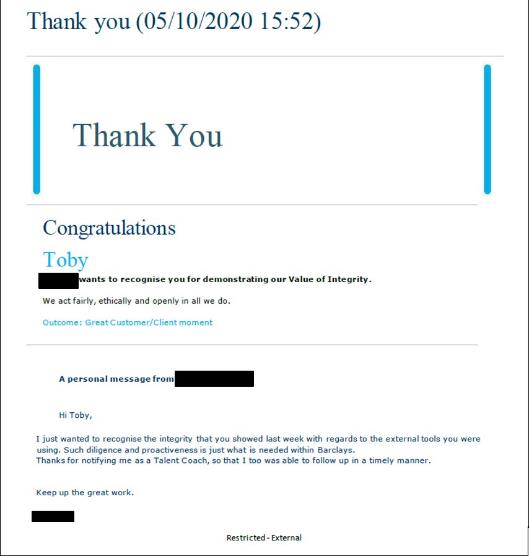 Thank you (05/10/2020 15:52)
Thank You
Congratulations
Toby
wants to recognise you for demonstrating our Value of Integrity.
We act fairly, ethically and openly in all we do.
Outcome: Great Customer/Client moment
A personal message from
Hi Toby,
I just wanted to recognise the integrity that you showed last week with regards to the external tools you were
using. Such diligence and proactiveness is just what is needed within Barclays.
Thanks for notifying me as a Talent Coach, so that I too was able to follow up in a timely manner.
Keep up the great work.
Restricted - External